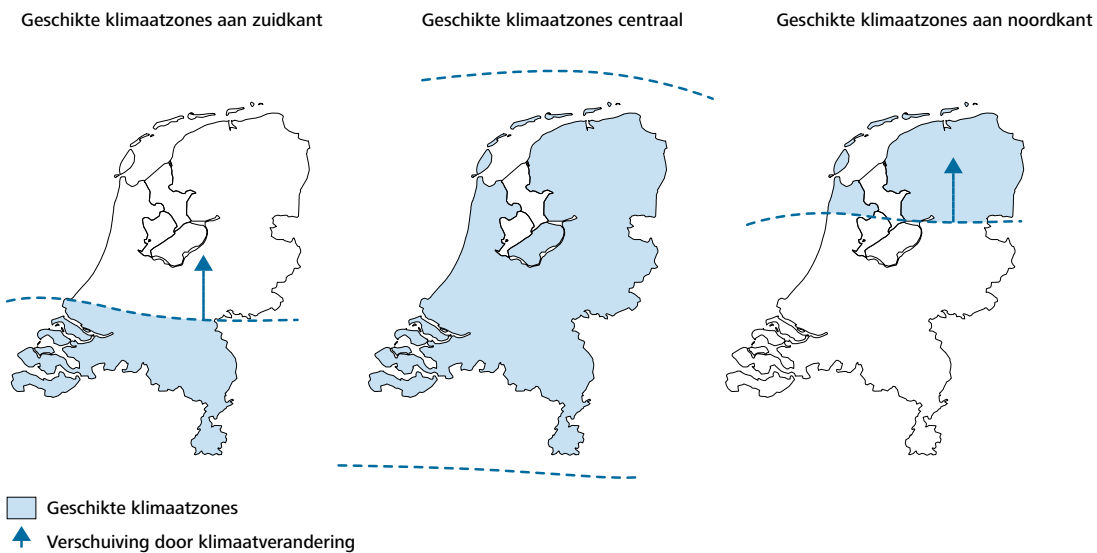 Geschikte klimaatzones aan zuidkant
Geschikte klimaatzones centraal
Geschikte klimaatzones aan noordkant
Geschikte klimaatzones
Verschuiving door klimaatverandering